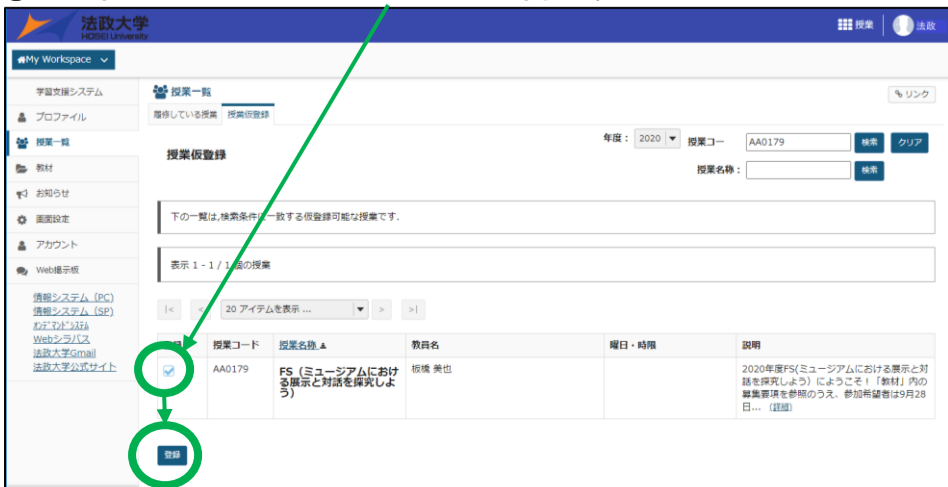 法政大学
HOSEI University
授業
法政
My Workspace
学習支援システム
プロファイル
授業一覧
教材
お知らせ
画面設定
アカウント
Web掲示板
情報システム (PC)
情報システム (SP)
ｵﾝﾃﾞﾏﾝﾄﾞｼｽﾃﾑ
Webシラバス
法政大学Gmail
法政大学公式サイト
授業一覧
リンク
履修している授業 授業仮登録
授業仮登録
年度： 2020 授業コー AA0179 検索 クリア
授業名称： 検索
下の一覧は,検索条件に一致する仮登録可能な授業です.
表示 1 - 1 / 1 個の授業
|< < 20 アイテムを表示 ... > >|
授業コード 授業名称 教員名 曜日・時限 説明
AA0179
FS（ミュージアムにおけ
る展示と対話を探究しよ
う）
板橋 美也
2020年度FS(ミュージアムにおける展示と対
話を探究しよう）にようこそ！「教材」内の
募集要項を参照のうえ、参加希望者は9月28
日... (詳細)
登録